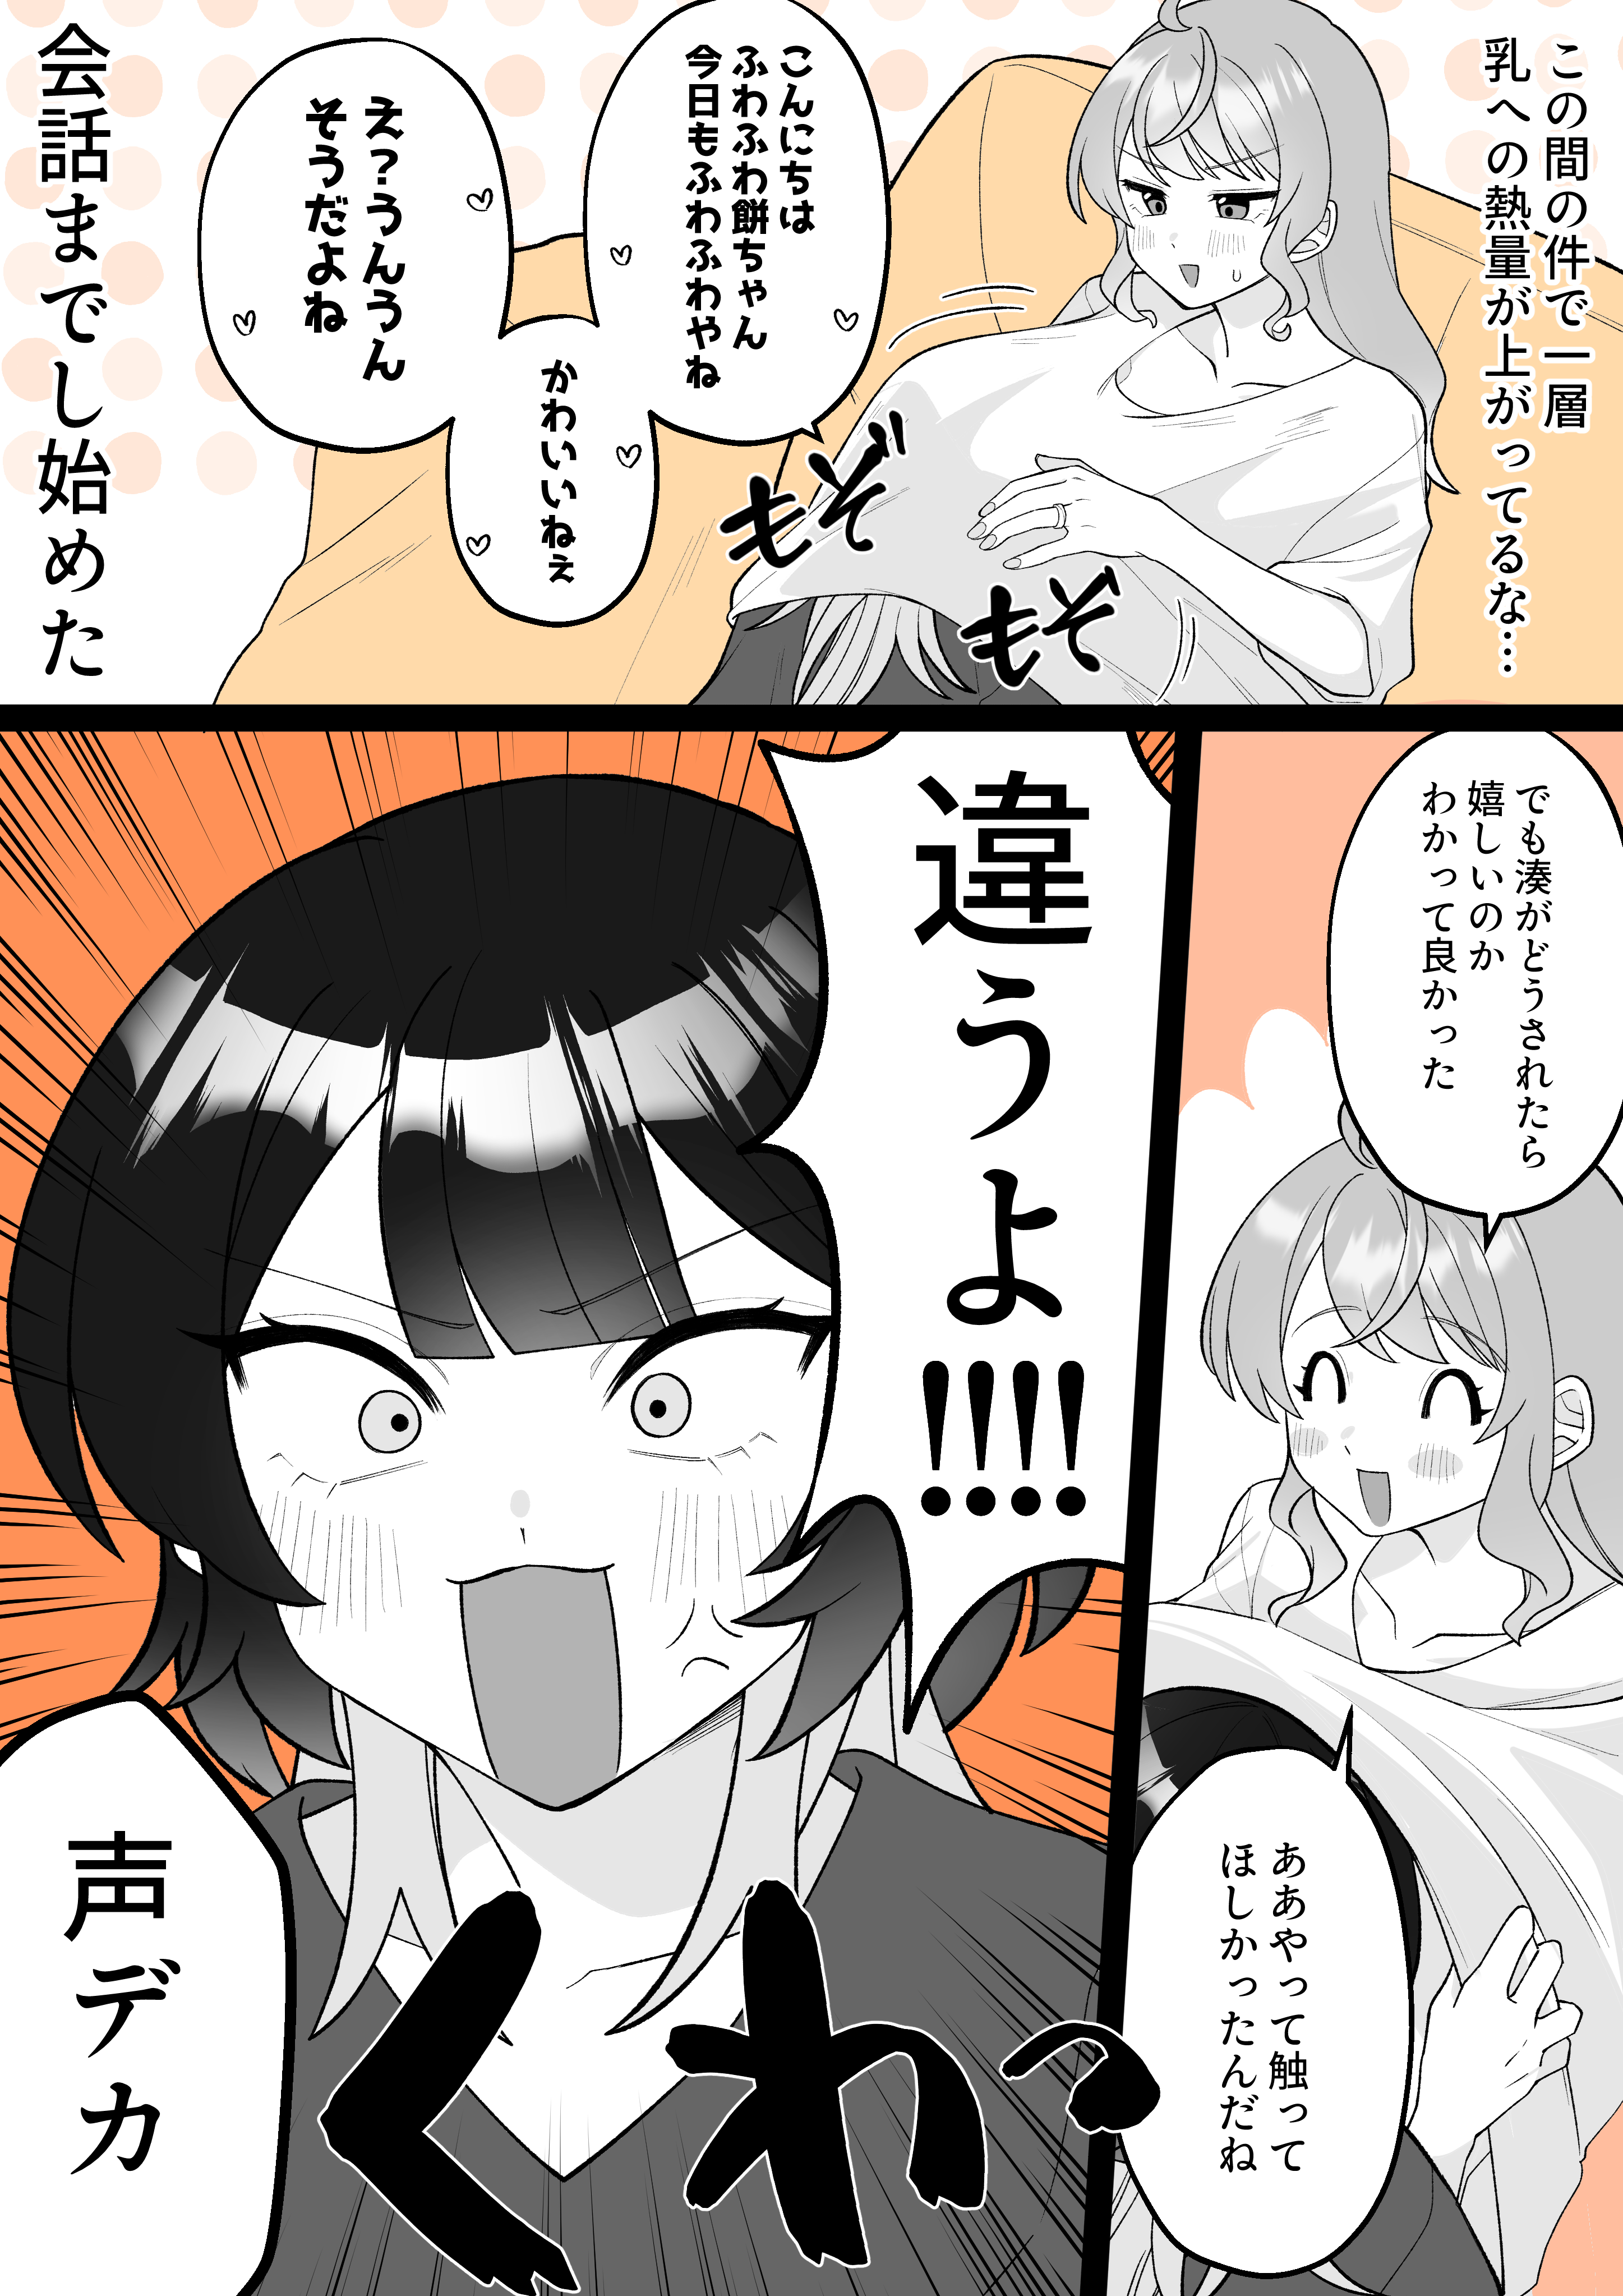 この間の件で一層
乳への熱量が上がってるな…
こんにちは
ふわふわ餅ちゃん
今日もふわふわやね
かわいいねぇ
え？うんうん
そうだよね
もぞ
もぞ
会話までし始めた
でも湊がどうされたら
嬉しいのか
わかって良かった
ああやって触って
ほしかったんだね
違うよ!!!!
くわっ
声デカ